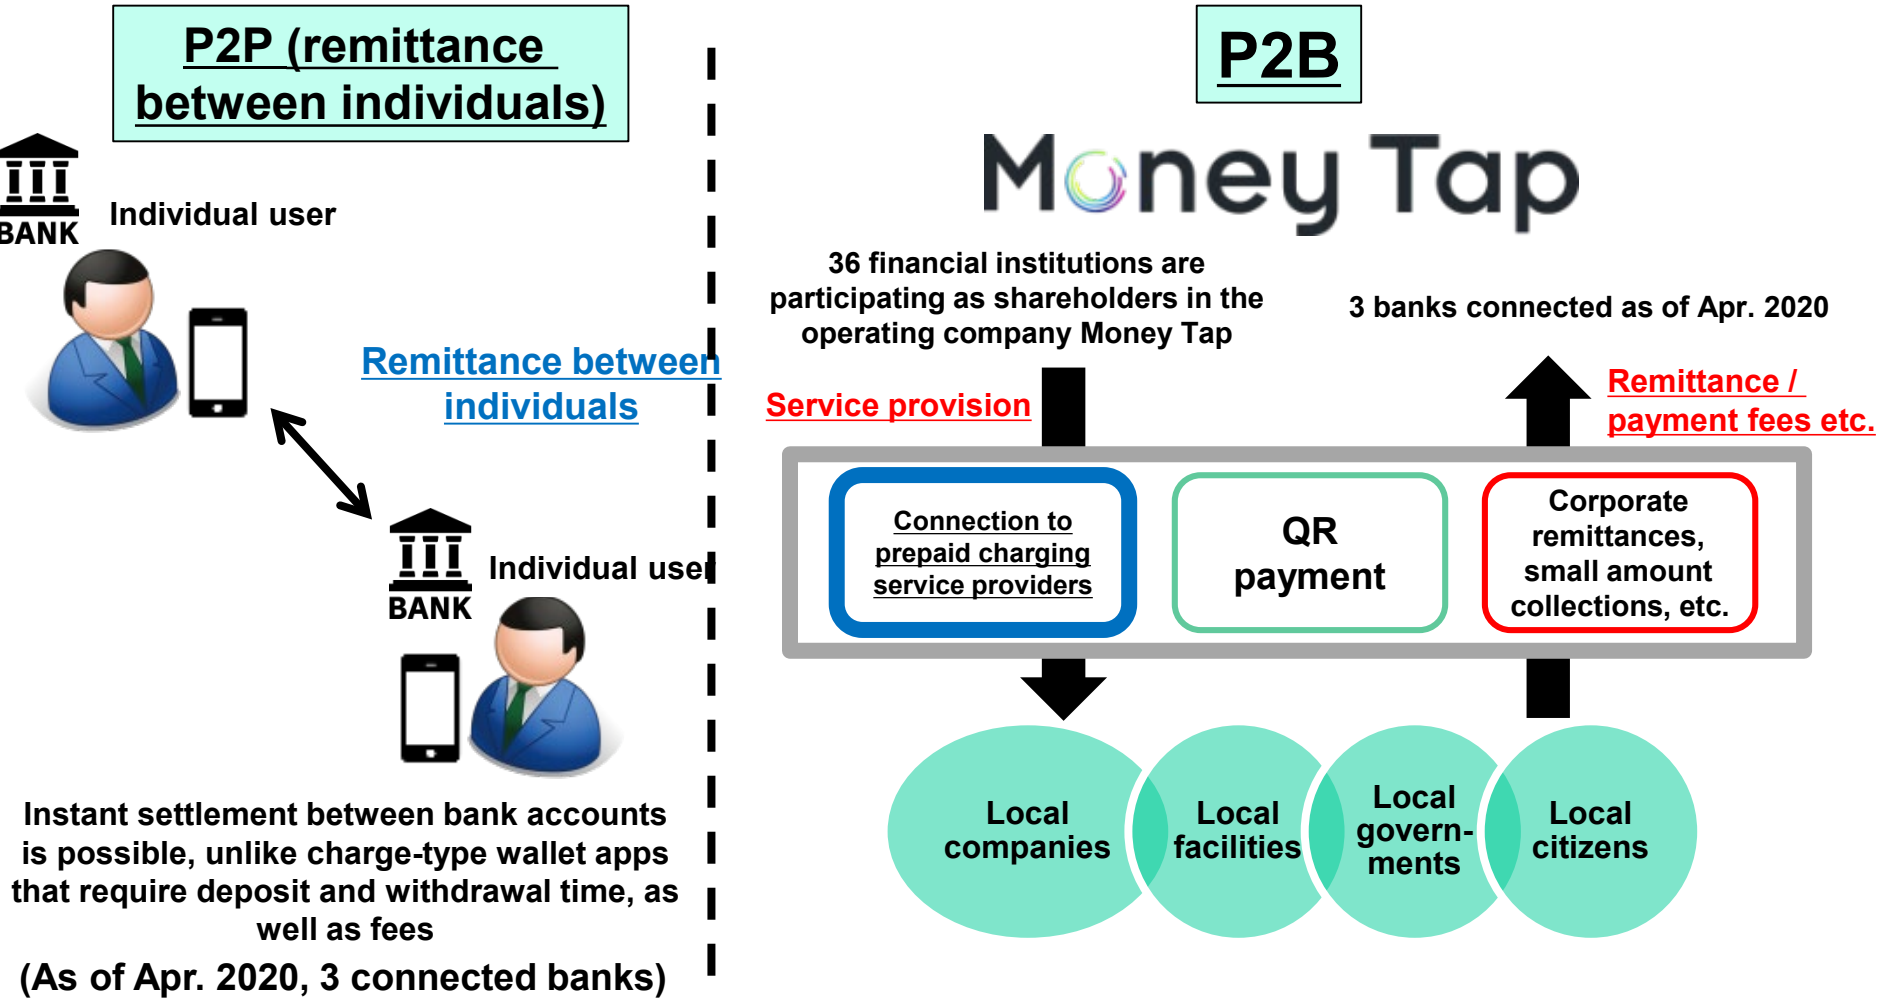 P2P (remittance
between individuals)
BANK
Individual user
Remittance between
individuals
Individual user
BANK
Instant settlement between bank accounts
is possible, unlike charge-type wallet apps
that require deposit and withdrawal time, as
well as fees
(As of Apr. 2020, 3 connected banks)
P2B
Money Tap
36 financial institutions are
participating as shareholders in the
operating company Money Tap
3 banks connected as of Apr. 2020
Service provision
Remittance /
payment fees etc.
Connection to
prepaid charging
service providers
QR
payment
Corporate
remittances,
small amount
collections, etc.
Local
companies
Local
facilities
Local
govern-
ments
Local
citizens